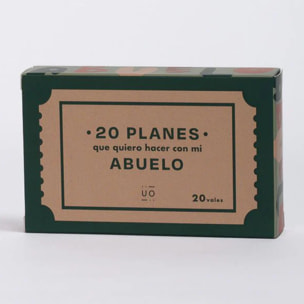 · 20 PLANES ·
que quiero hacer con mi
ABUELO
UO
20 vales